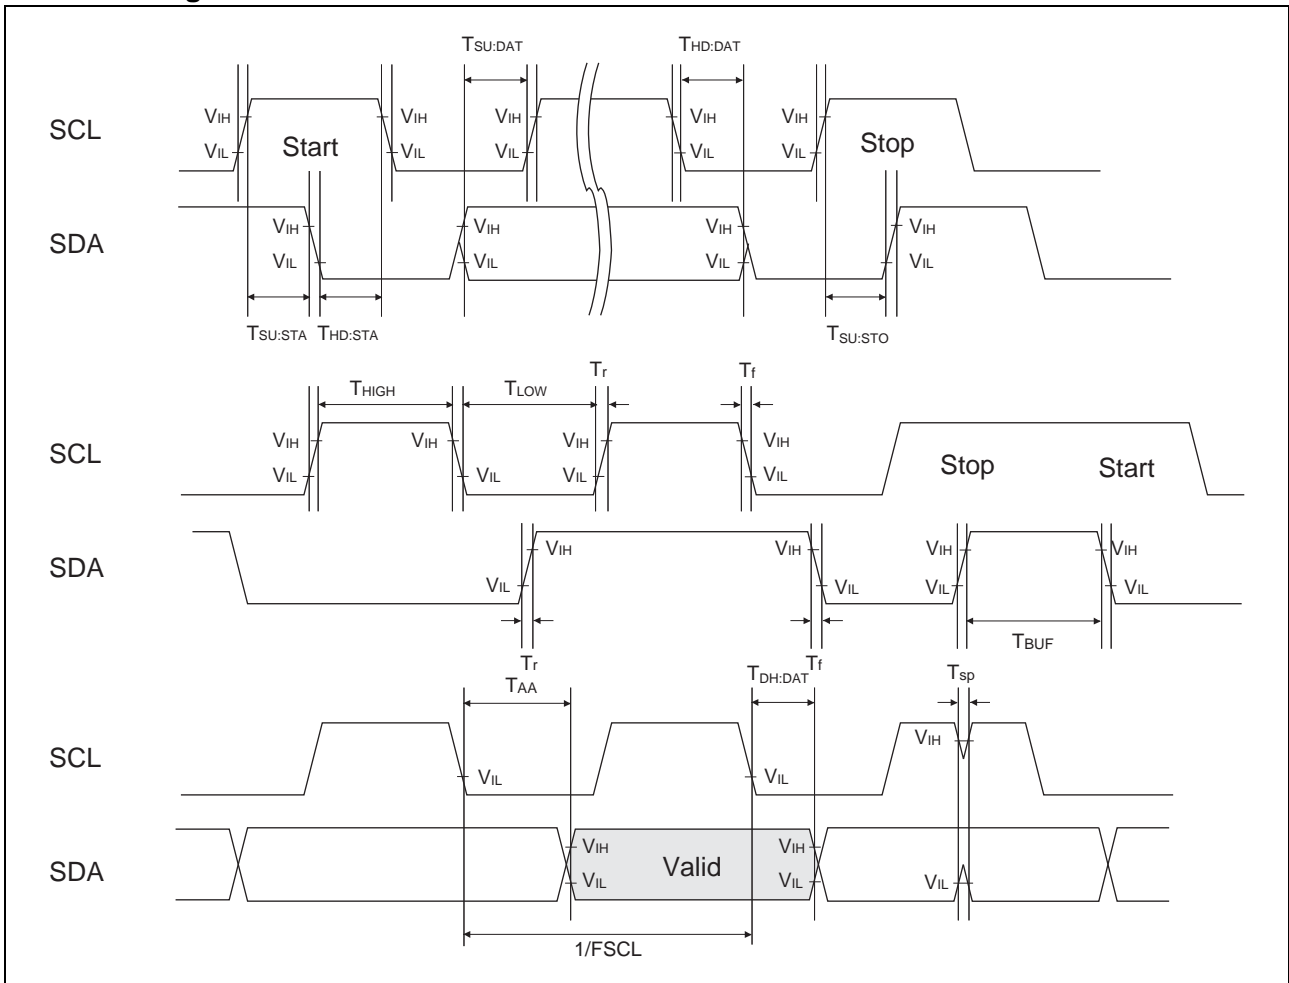 TSU:DAT THD:DAT
VIH VIH VIH VIH VIH
SCL Start Stop
VIL VIL VIL VIL VIL
VIH VIH VIH VIH
SDA
VIL VIL VIL VIL
TSU:STA THD:STA TSU:STO
Tr Tf
THIGH TLOW
VIH VIH VIH VIH
SCL Stop Start
VIL VIL VIL VIL
SDA VIH VIH VIH VIH
VIL VIL VIL VIL
TBUF
Tr Tf
TAA TDH:DAT Tsp
VIH
SCL
VIL VIL
VIH VIH
SDA Valid
VIL VIL VIL
1/FSCL